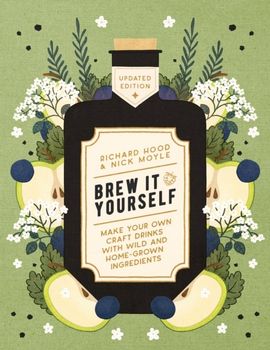 UPDATED
EDITION
RICHARD HOOD
& NICK MOYLE
BREW IT
YOURSELF
MAKE YOUR OWN
CRAFT DRINKS
WITH WILD AND
HOME-GROWN
INGREDIENTS